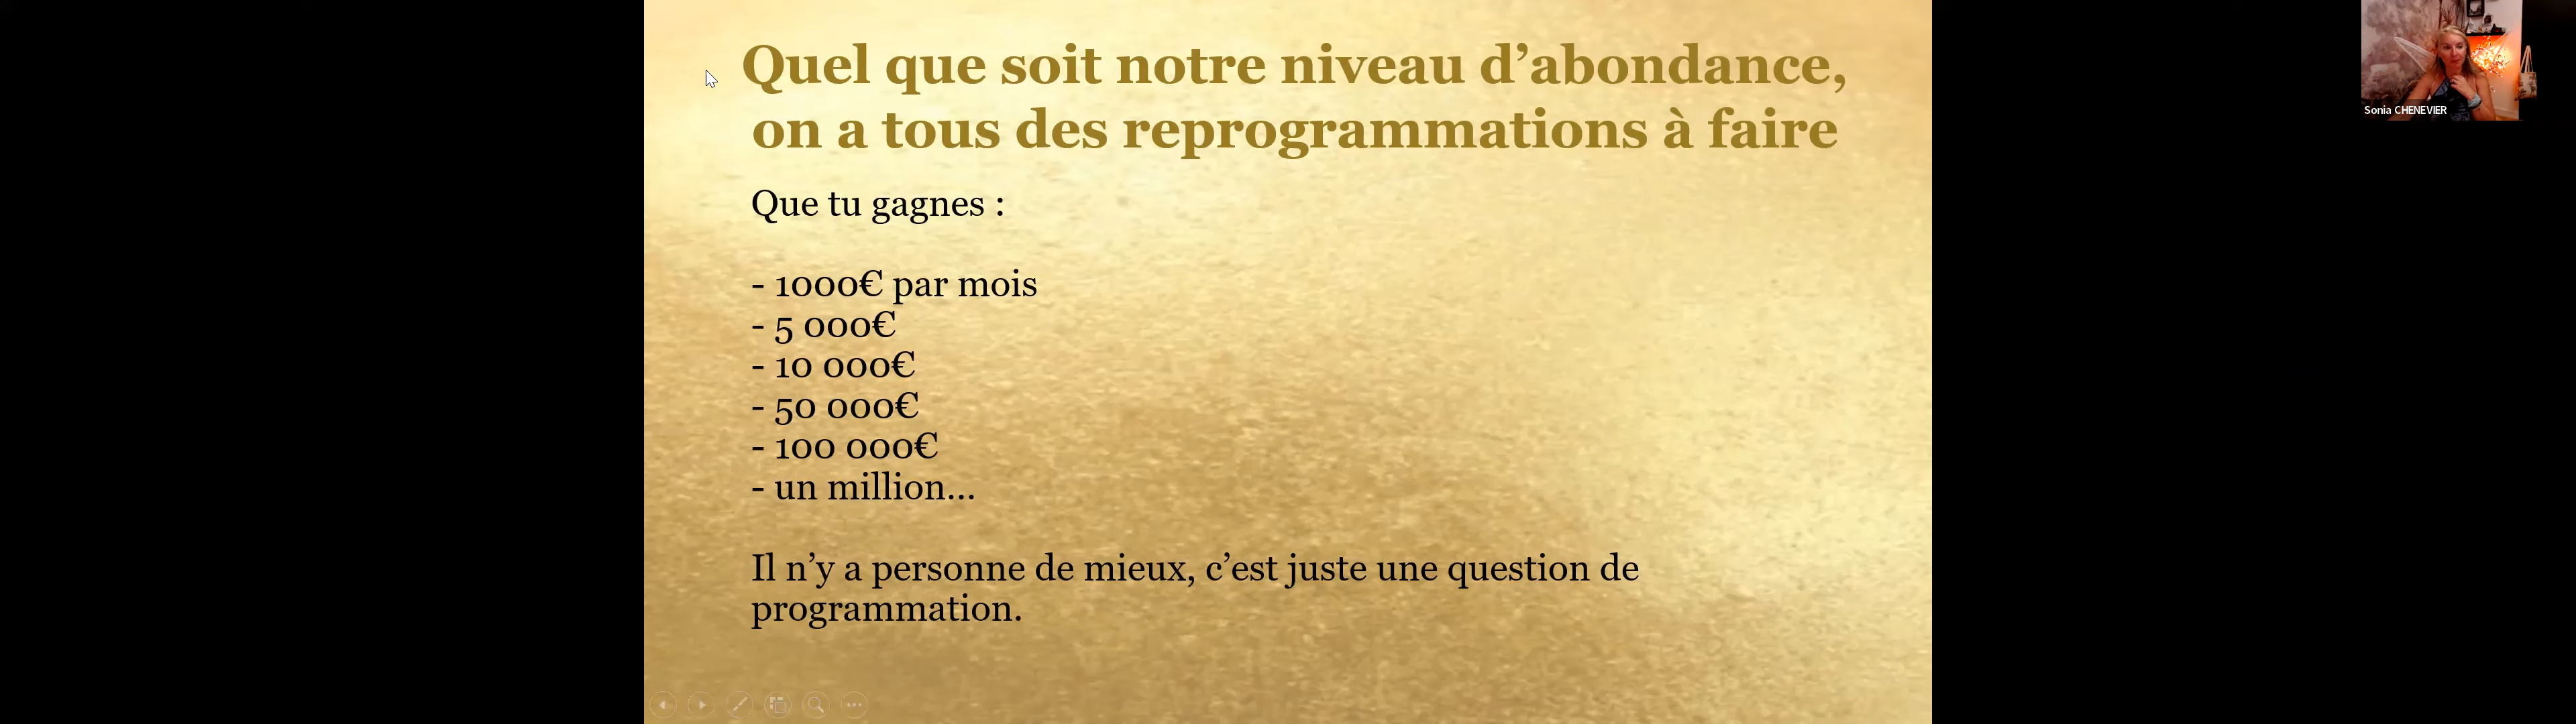 Quel que soit notre niveau d’abondance,
on a tous des reprogrammations à faire
Que tu gagnes :
- 1000€ par mois
- 5 000€
- 10 000€
- 50 000€
- 100 000€
- un million...
Il n’y a personne de mieux, c’est juste une question de
programmation.
Sonia CHENEVIER